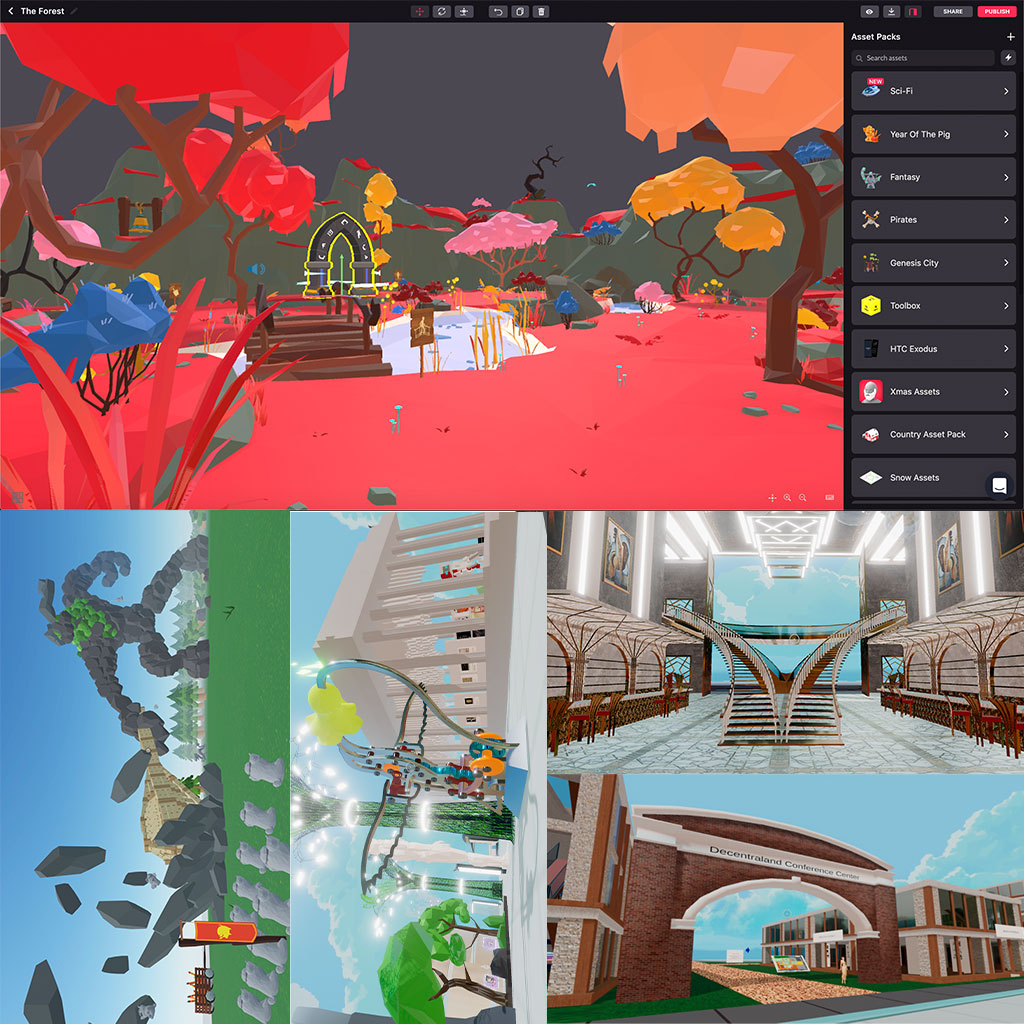 The Forest
SHARE
PUBLISH
Asset Packs
Search assets
NEW
Sci-Fi
Year Of The Pig
Fantasy
Pirates
Genesis City
Toolbox
HTC Exodus
Xmas Assets
Country Asset Pack
Snow Assets
Decentraland Conference Center